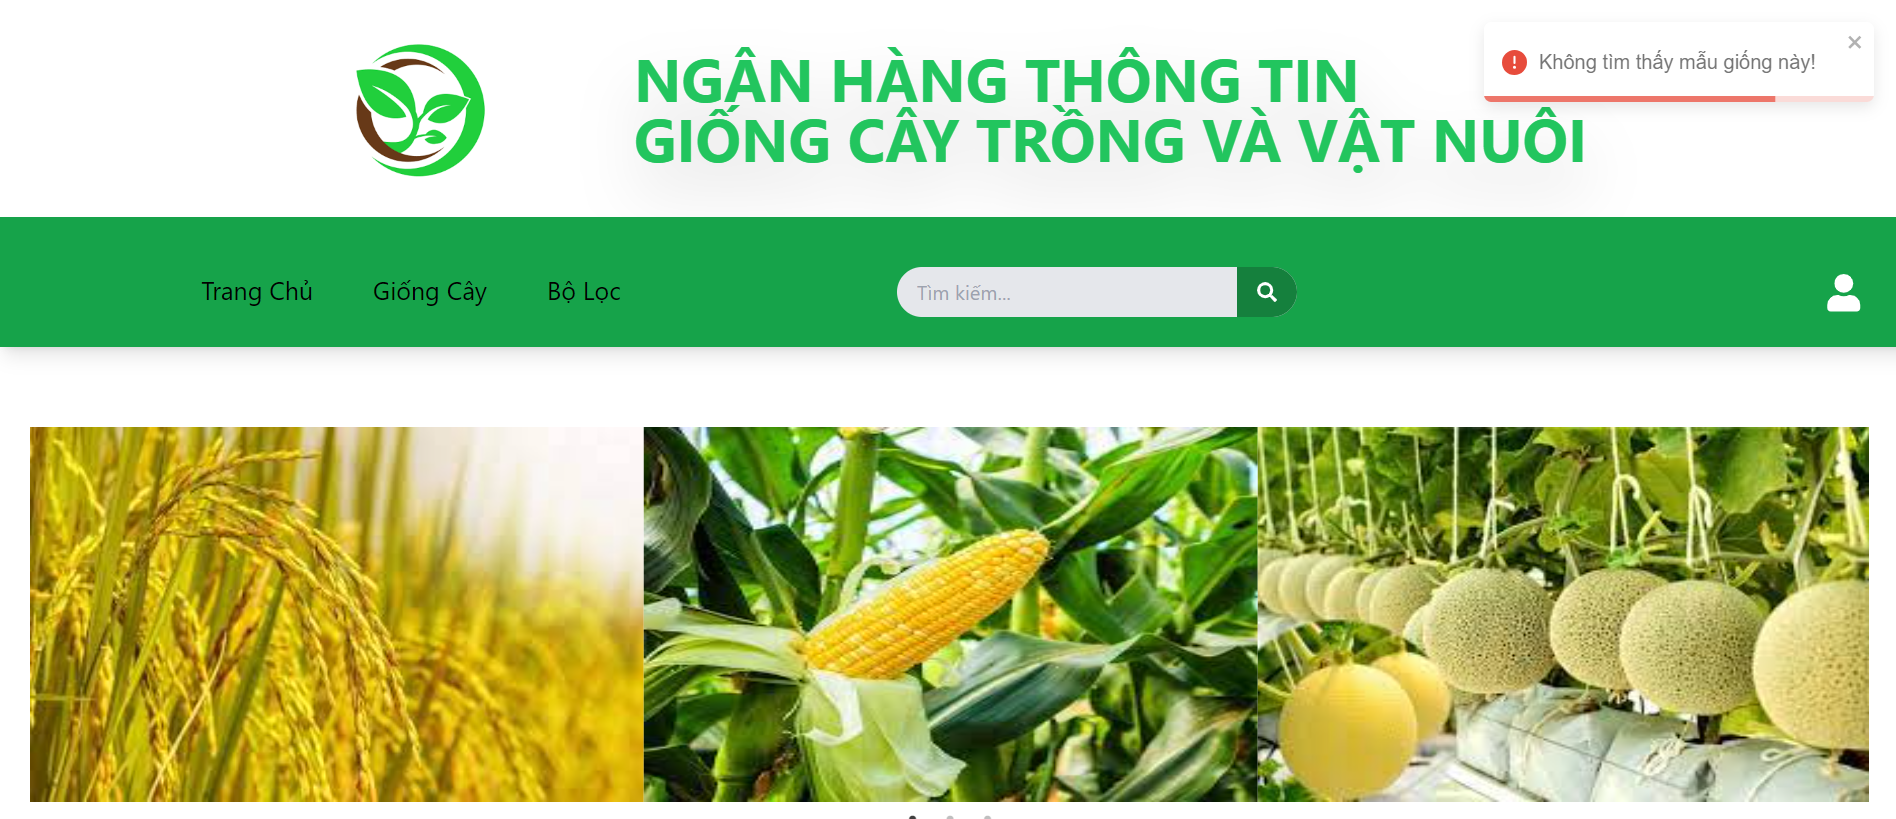 NGÂN HÀNG THÔNG TIN
GIỐNG CÂY TRỒNG VÀ VẬT NUÔI
Không tìm thấy mẫu giống này!
Trang Chủ
Giống Cây
Bộ Lọc
Tìm kiếm...